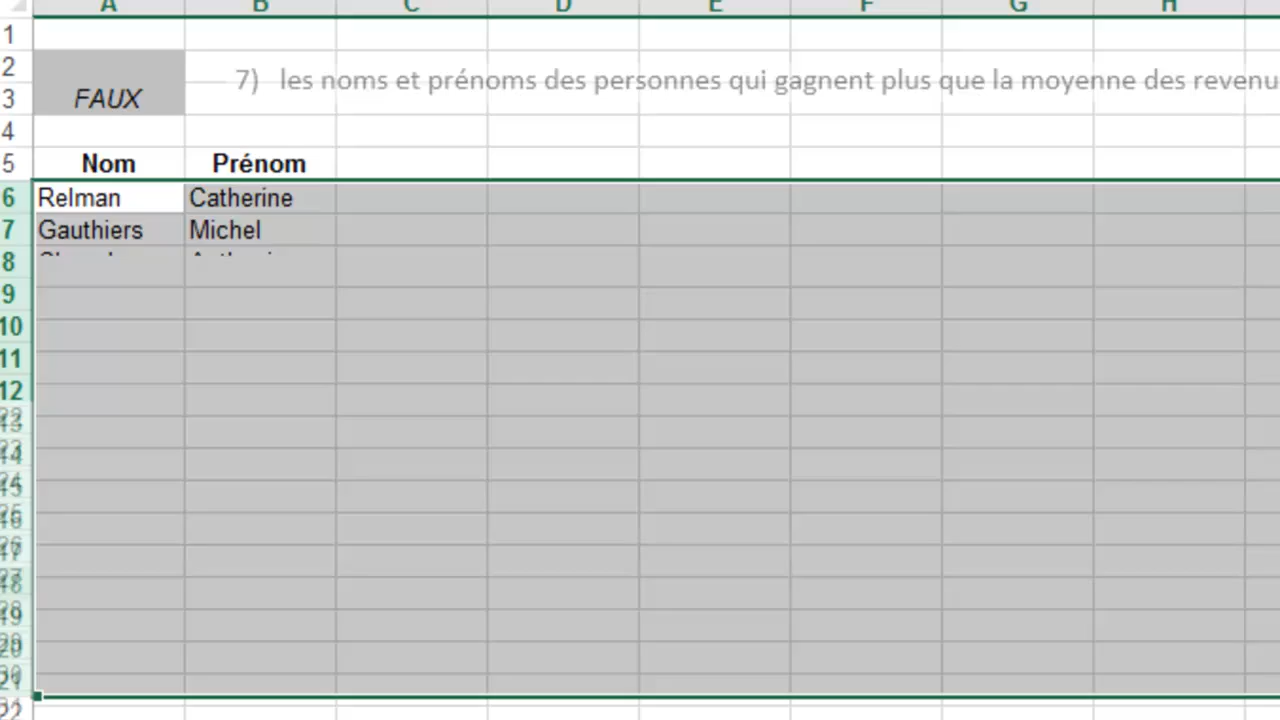 A B C D E F G H
1
2
7) les noms et prénoms des personnes qui gagnent plus que la moyenne des revenu
3 FAUX
4
5 Nom Prénom
6 Relman Catherine
7 Gauthiers Michel
8
9
10
11
12
22